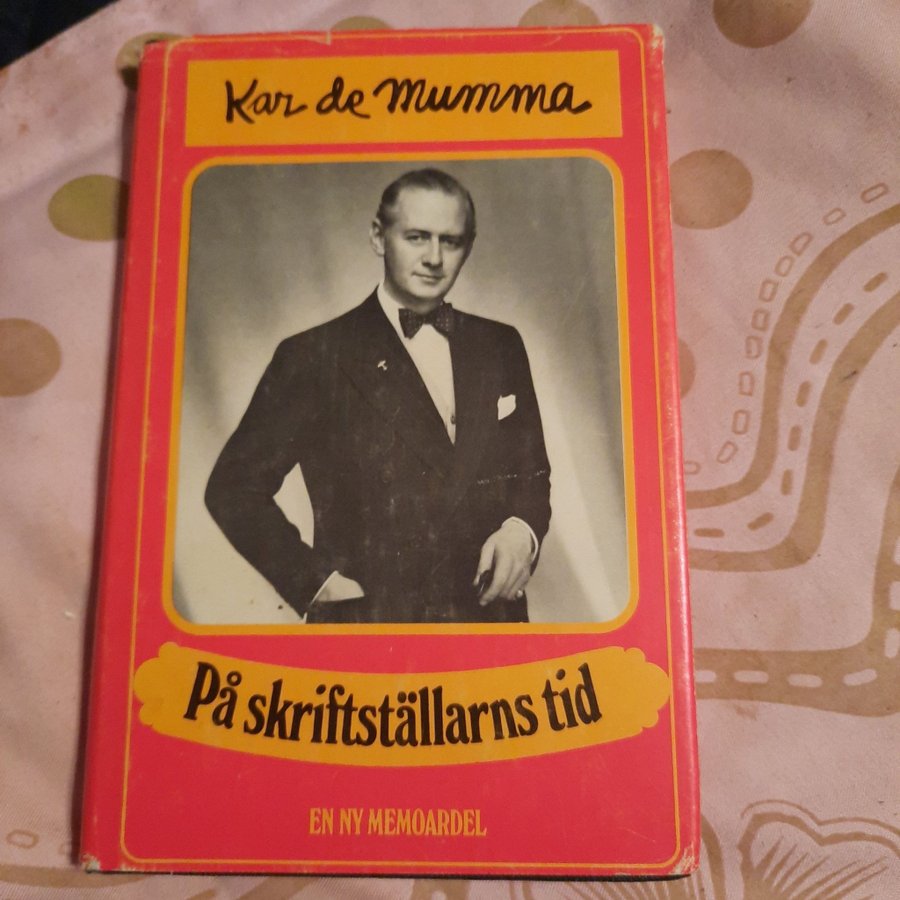 Kar de Mumma
På skriftställarns tid
EN NY MEMOARDEL